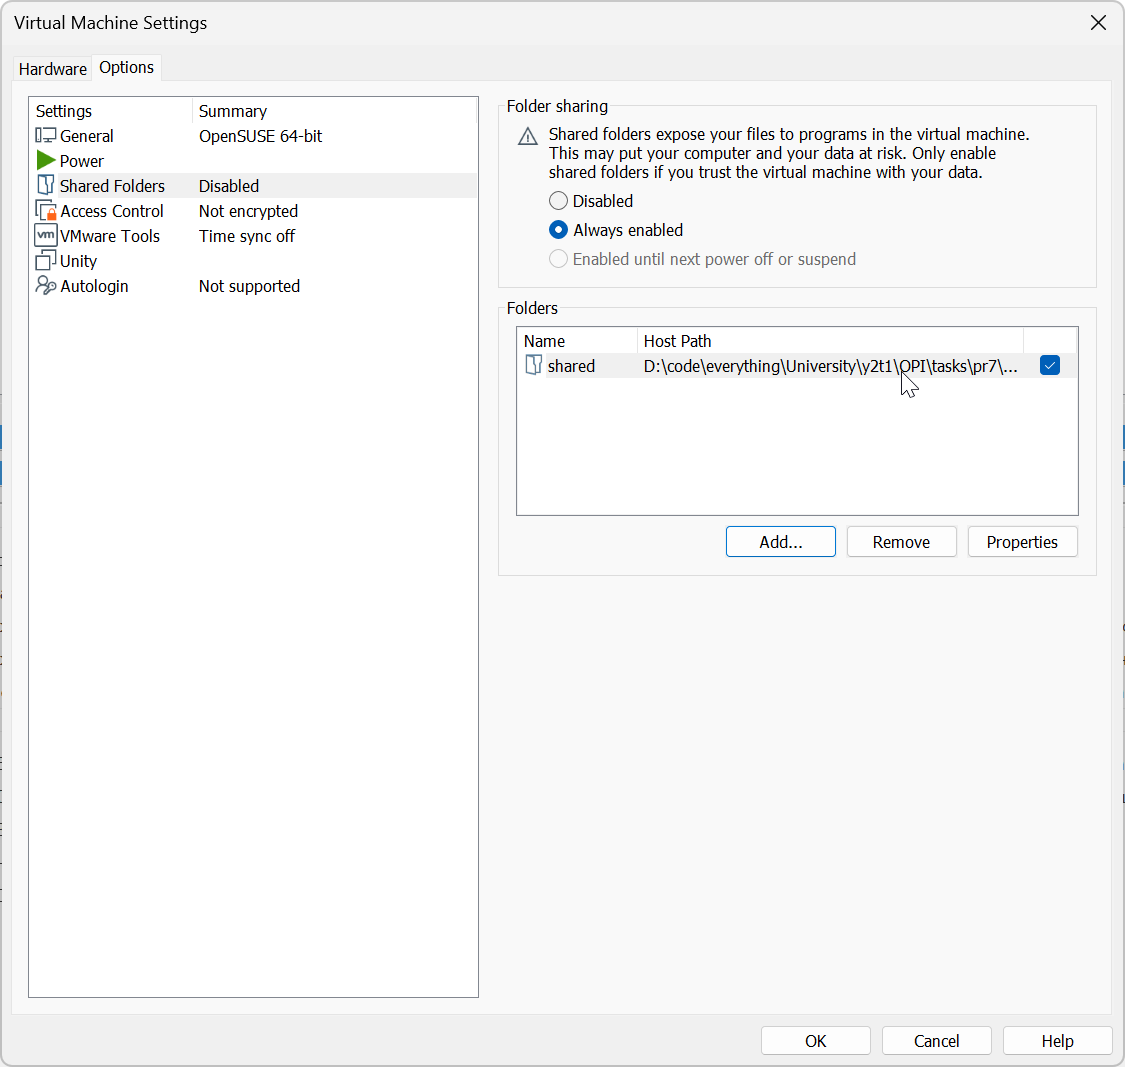 Virtual Machine Settings
Hardware Options
Settings Summary
General OpenSUSE 64-bit
Power
Shared Folders Disabled
Access Control Not encrypted
vm VMware Tools Time sync off
Unity
Autologin Not supported
Folder sharing
Shared folders expose your files to programs in the virtual machine.
This may put your computer and your data at risk. Only enable
shared folders if you trust the virtual machine with your data.
Disabled
Always enabled
Enabled until next power off or suspend
Folders
Name Host Path
shared D:\code\everything\University\y2t1\OPI\tasks\pr7\...
Add... Remove Properties
OK Cancel Help